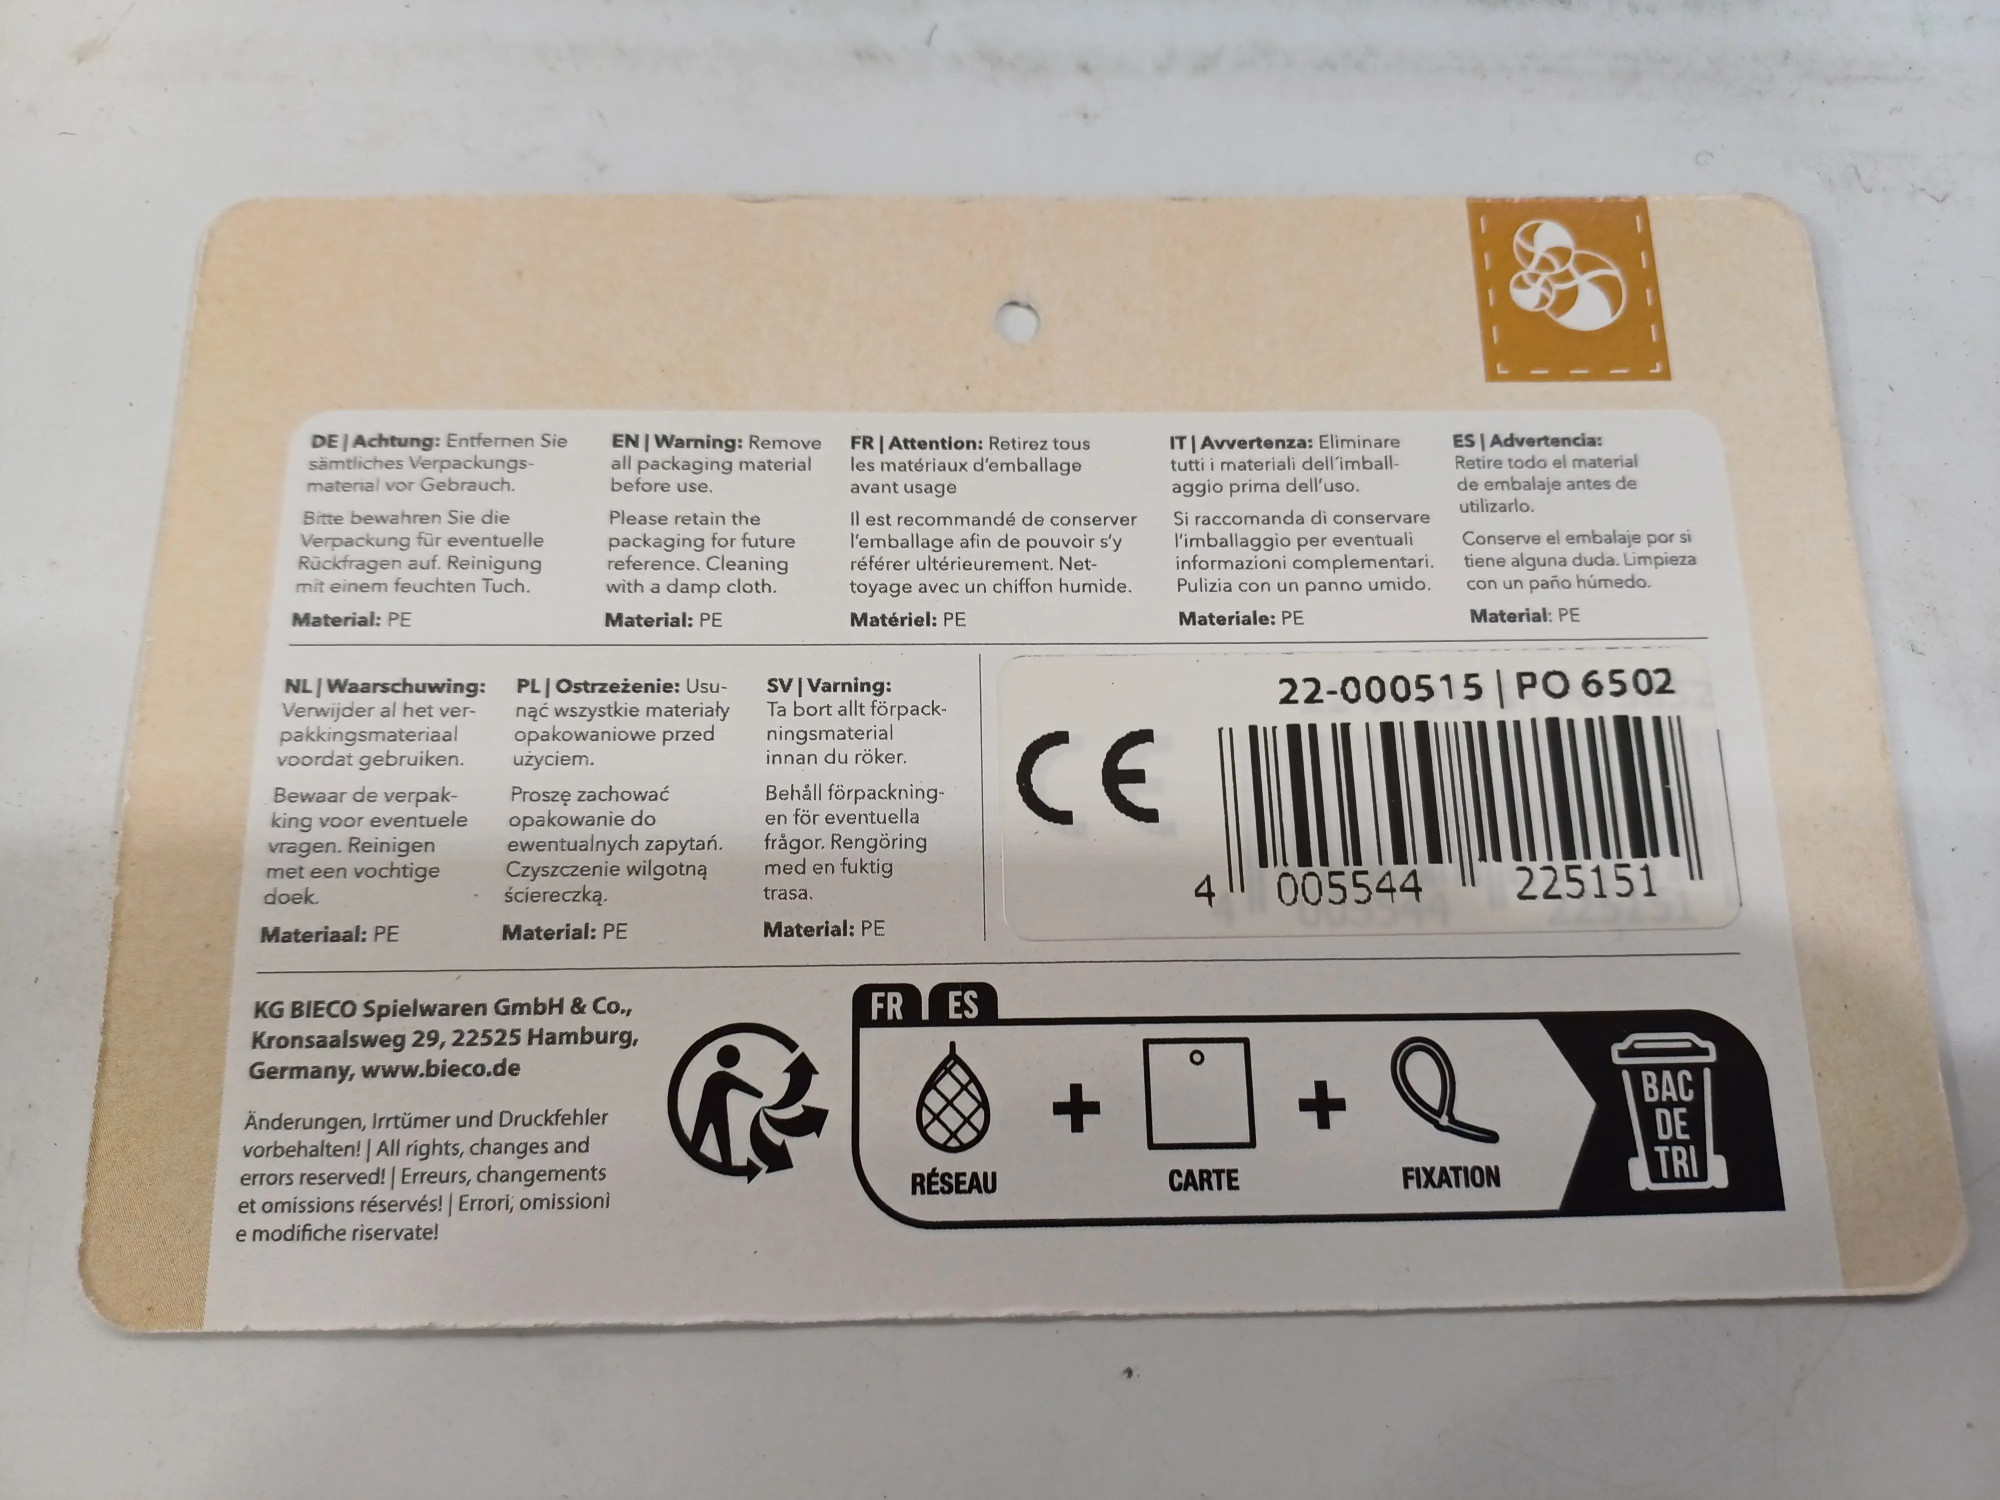 DE | Achtung: Entfernen Sie
sämtliches Verpackungs-
material vor Gebrauch.
Bitte bewahren Sie die
Verpackung für eventuelle
Rückfragen auf. Reinigung
mit einem feuchten Tuch.
Material: PE
EN | Warning: Remove
all packaging material
before use.
Please retain the
packaging for future
reference. Cleaning
with a damp cloth.
Material: PE
FR | Attention: Retirez tous
les matériaux d'emballage
avant usage
Il est recommandé de conserver
l'emballage afin de pouvoir s'y
référer ultérieurement. Net-
toyage avec un chiffon humide.
Matériel: PE
IT | Avvertenza: Eliminare
tutti i materiali dell'imball-
aggio prima dell'uso.
Si raccomanda di conservare
l'imballaggio per eventuali
informazioni complementari.
Pulizia con un panno umido.
Materiale: PE
ES | Advertencia:
Retire todo el material
de embalaje antes de
utilizarlo.
Conserve el embalaje por si
tiene alguna duda. Limpieza
con un paño húmedo.
Material: PE
NL | Waarschuwing:
Verwijder al het ver-
pakkingsmateriaal
voordat gebruiken.
Bewaar de verpak-
king voor eventuele
vragen. Reinigen
met een vochtige
doek.
Materiaal: PE
PL | Ostrzeżenie: Usu-
nąć wszystkie materiały
opakowaniowe przed
użyciem.
Proszę zachować
opakowanie do
ewentualnych zapytań.
Czyszczenie wilgotną
ściereczką.
Material: PE
SV | Varning:
Ta bort allt förpack-
ningsmaterial
innan du röker.
Behåll förpackning-
en för eventuella
frågor. Rengöring
med en fuktig
trasa.
Material: PE
22-000515 | PO 6502
CE
4 005544 225151
KG BIECO Spielwaren GmbH & Co.,
Kronsaalsweg 29, 22525 Hamburg,
Germany, www.bieco.de
Änderungen, Irrtümer und Druckfehler
vorbehalten! | All rights, changes and
errors reserved! | Erreurs, changements
et omissions réservés! | Errori, omissioni
e modifiche riservate!
FR ES
RÉSEAU + CARTE + FIXATION
BAC
DE
TRI